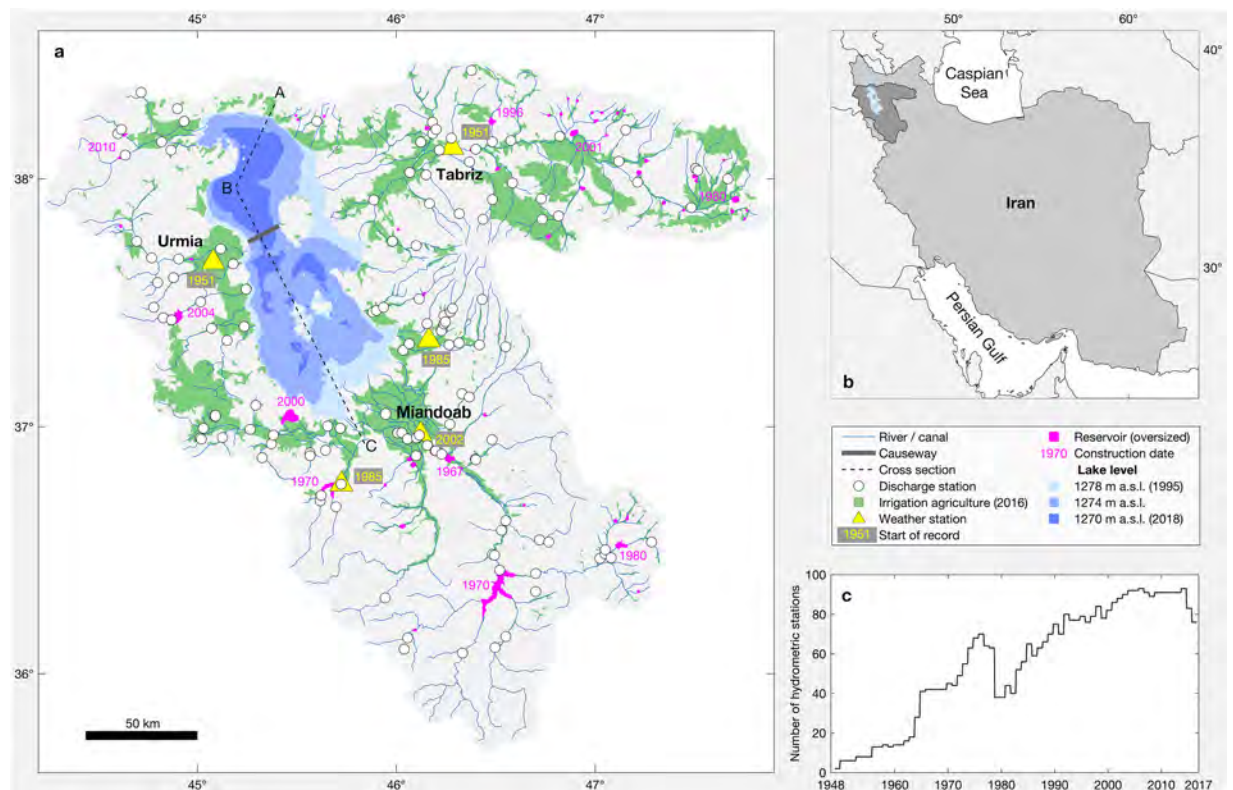 45°
46°
47°
a
A
1996
1951
2010
2001
Tabriz
38°
38°
B
1980
Urmia
1951
2004
1985
37°
2000
Miandoab
37°
2002
C
1967
1970
1985
1980
1970
36°
36°
50 km
45°
46°
47°
50°
60°
40°
Caspian
Sea
Iran
30°
Persian Gulf
b
River / canal
Causeway
Cross section
Discharge station
Irrigation agriculture (2016)
Weather station
1951 Start of record
Reservoir (oversized)
1970 Construction date
Lake level
1278 m a.s.l. (1995)
1274 m a.s.l.
1270 m a.s.l. (2018)
c
Number of hydrometric stations
100
80
60
40
20
0
1948 1960 1970 1980 1990 2000 2010 2017